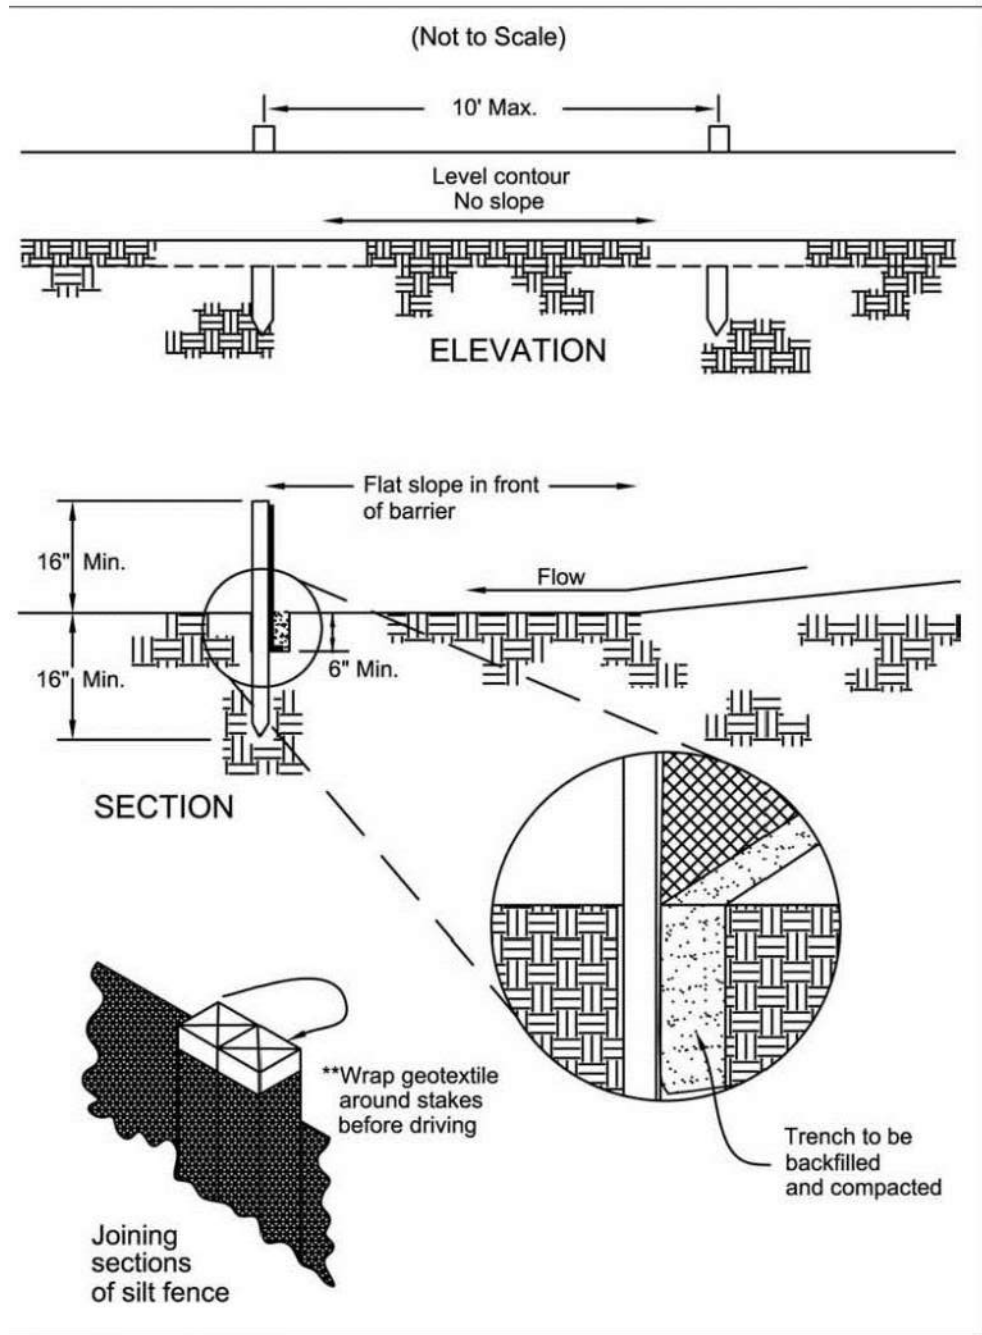 (Not to Scale)
10' Max.
Level contour
No slope
ELEVATION
Flat slope in front
of barrier
16" Min.
Flow
16" Min.
6" Min.
SECTION
**Wrap geotextile
around stakes
before driving
Trench to be
backfilled
and compacted
Joining
sections
of silt fence